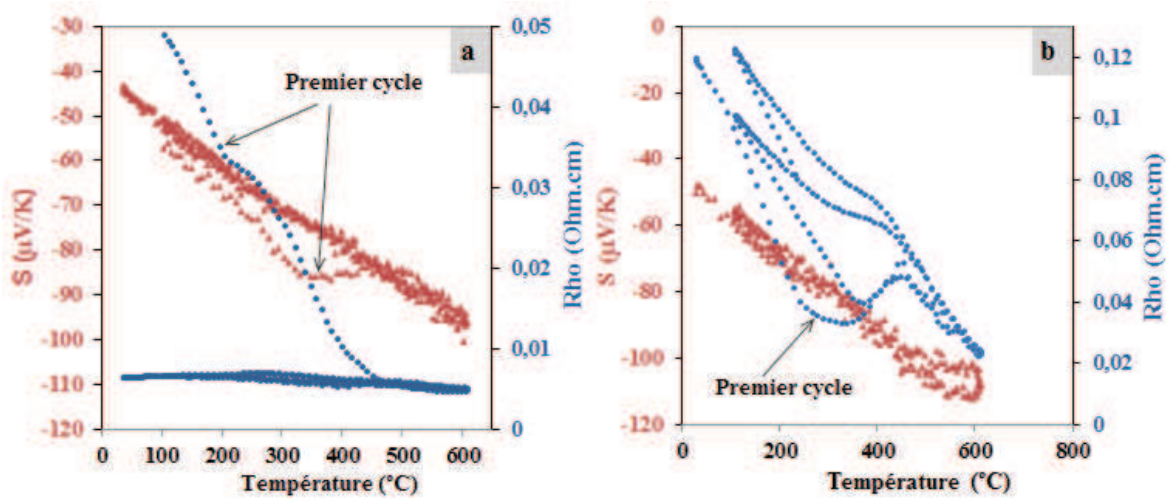 a
Premier cycle
-30
-40
-50
-60
-70
-80
-90
-100
-110
-120
S (µV/K)
0,05
0,04
0,03
0,02
0,01
0
Rho (Ohm.cm)
0 100 200 300 400 500 600
Température (°C)
b
Premier cycle
0
-20
-40
-60
-80
-100
-120
S (µV/K)
0,12
0,1
0,08
0,06
0,04
0,02
0
Rho (Ohm.cm)
0 200 400 600 800
Température (°C)